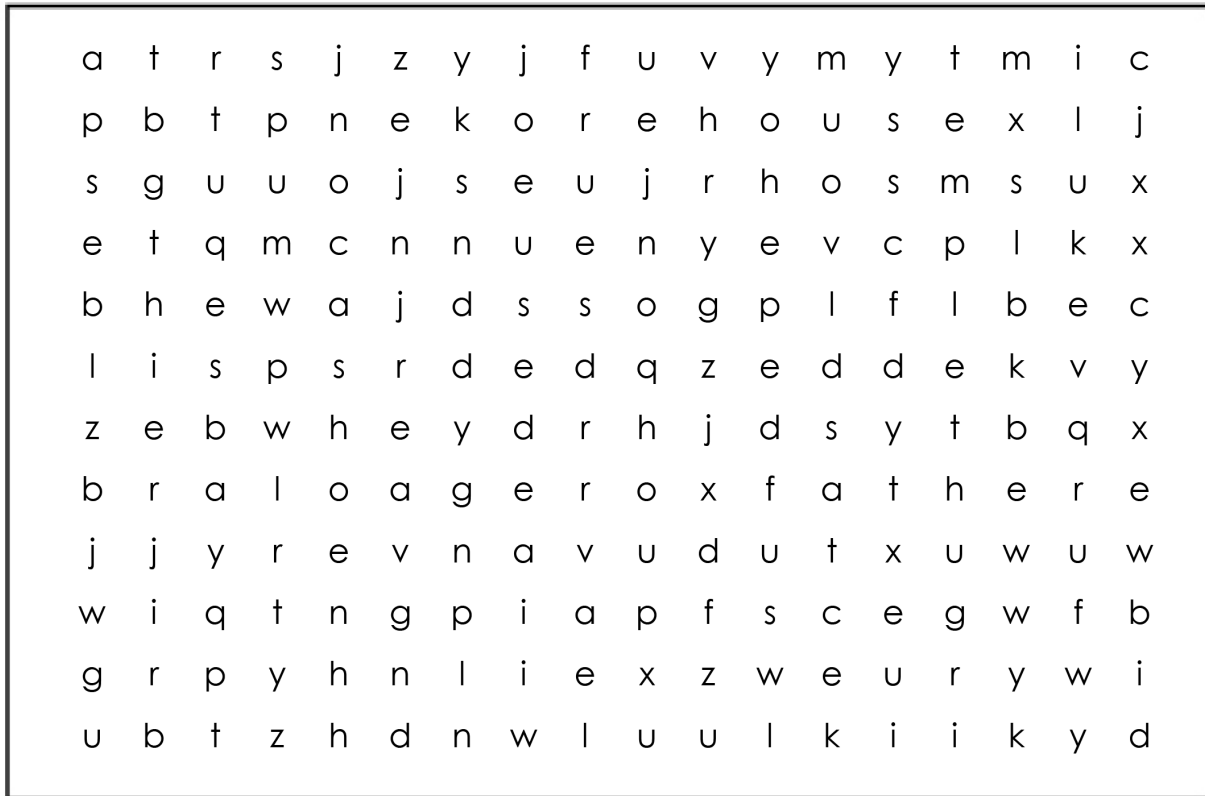 a t r s j z y j f u v y m y t m i c
p b t p n e k o r e h o u s e x l j
s g u u o j s e u j r h o s m s u x
e t q m c n n u e n y e v c p l k x
b h e w a j d s s o g p l f l b e c
l i s p s r d e d q z e d d e k v y
z e b w h e y d r h j d s y t b q x
b r a l o a g e r o x f a t h e r e
j j y r e v n a v u d u t x u w u w
w i q t n g p i a p f s c e g w f b
g r p y h n l i e x z w e u r y w i
u b t z h d n w l u u l k i i k y d